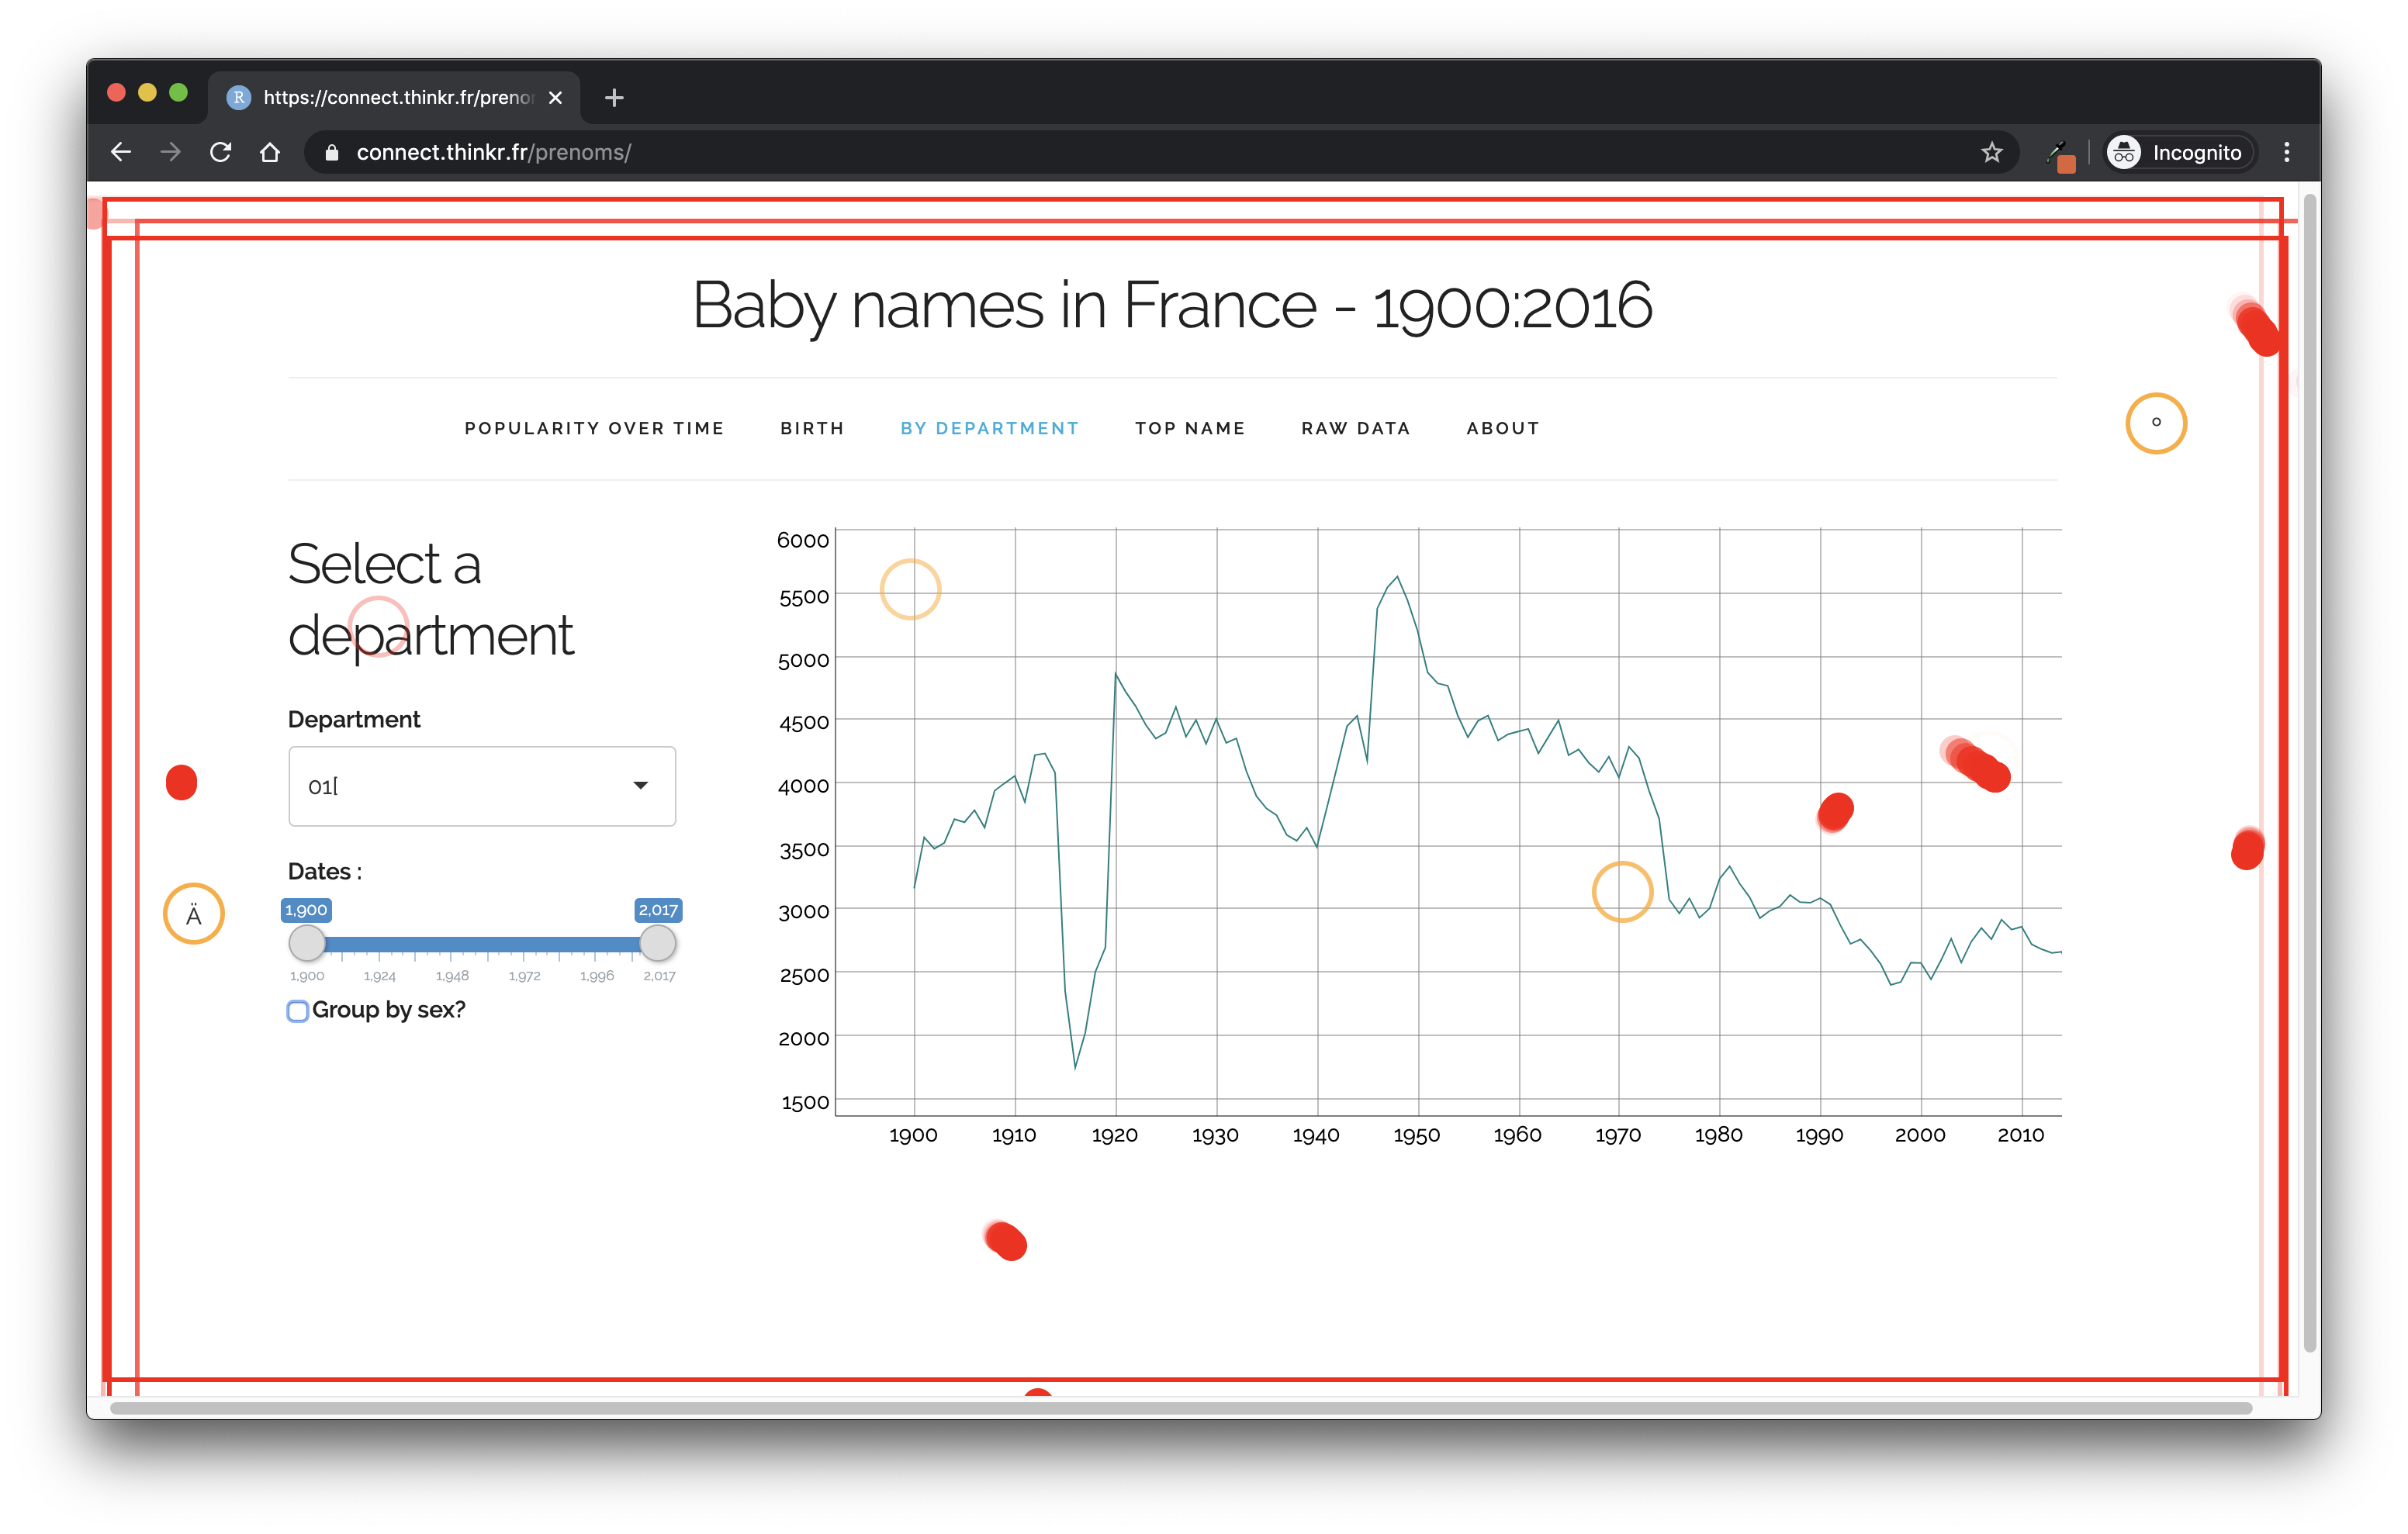 https://connect.thinkr.fr/preno
connect.thinkr.fr/prenoms/
Incognito
Baby names in France - 1900:2016
POPULARITY OVER TIME BIRTH BY DEPARTMENT TOP NAME RAW DATA ABOUT
°
Select a
department
Department
01[
Dates :
Ä
1,900 2,017
1,900 1,924 1,948 1,972 1,996 2,017
Group by sex?
6000
5500
5000
4500
4000
3500
3000
2500
2000
1500
1900 1910 1920 1930 1940 1950 1960 1970 1980 1990 2000 2010